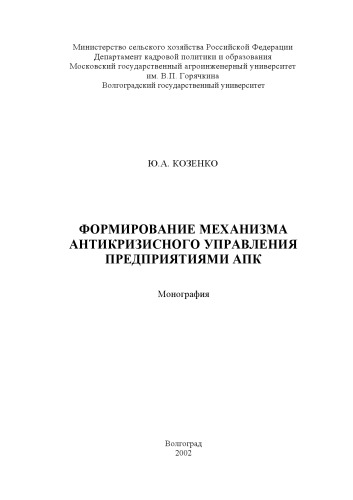 Министерство сельского хозяйства Российской Федерации
Департамент кадровой политики и образования
Московский государственный агроинженерный университет
им. В.П. Горячкина
Волгоградский государственный университет
Ю.А. КОЗЕНКО
ФОРМИРОВАНИЕ МЕХАНИЗМА
АНТИКРИЗИСНОГО УПРАВЛЕНИЯ
ПРЕДПРИЯТИЯМИ АПК
Монография
Волгоград
2002